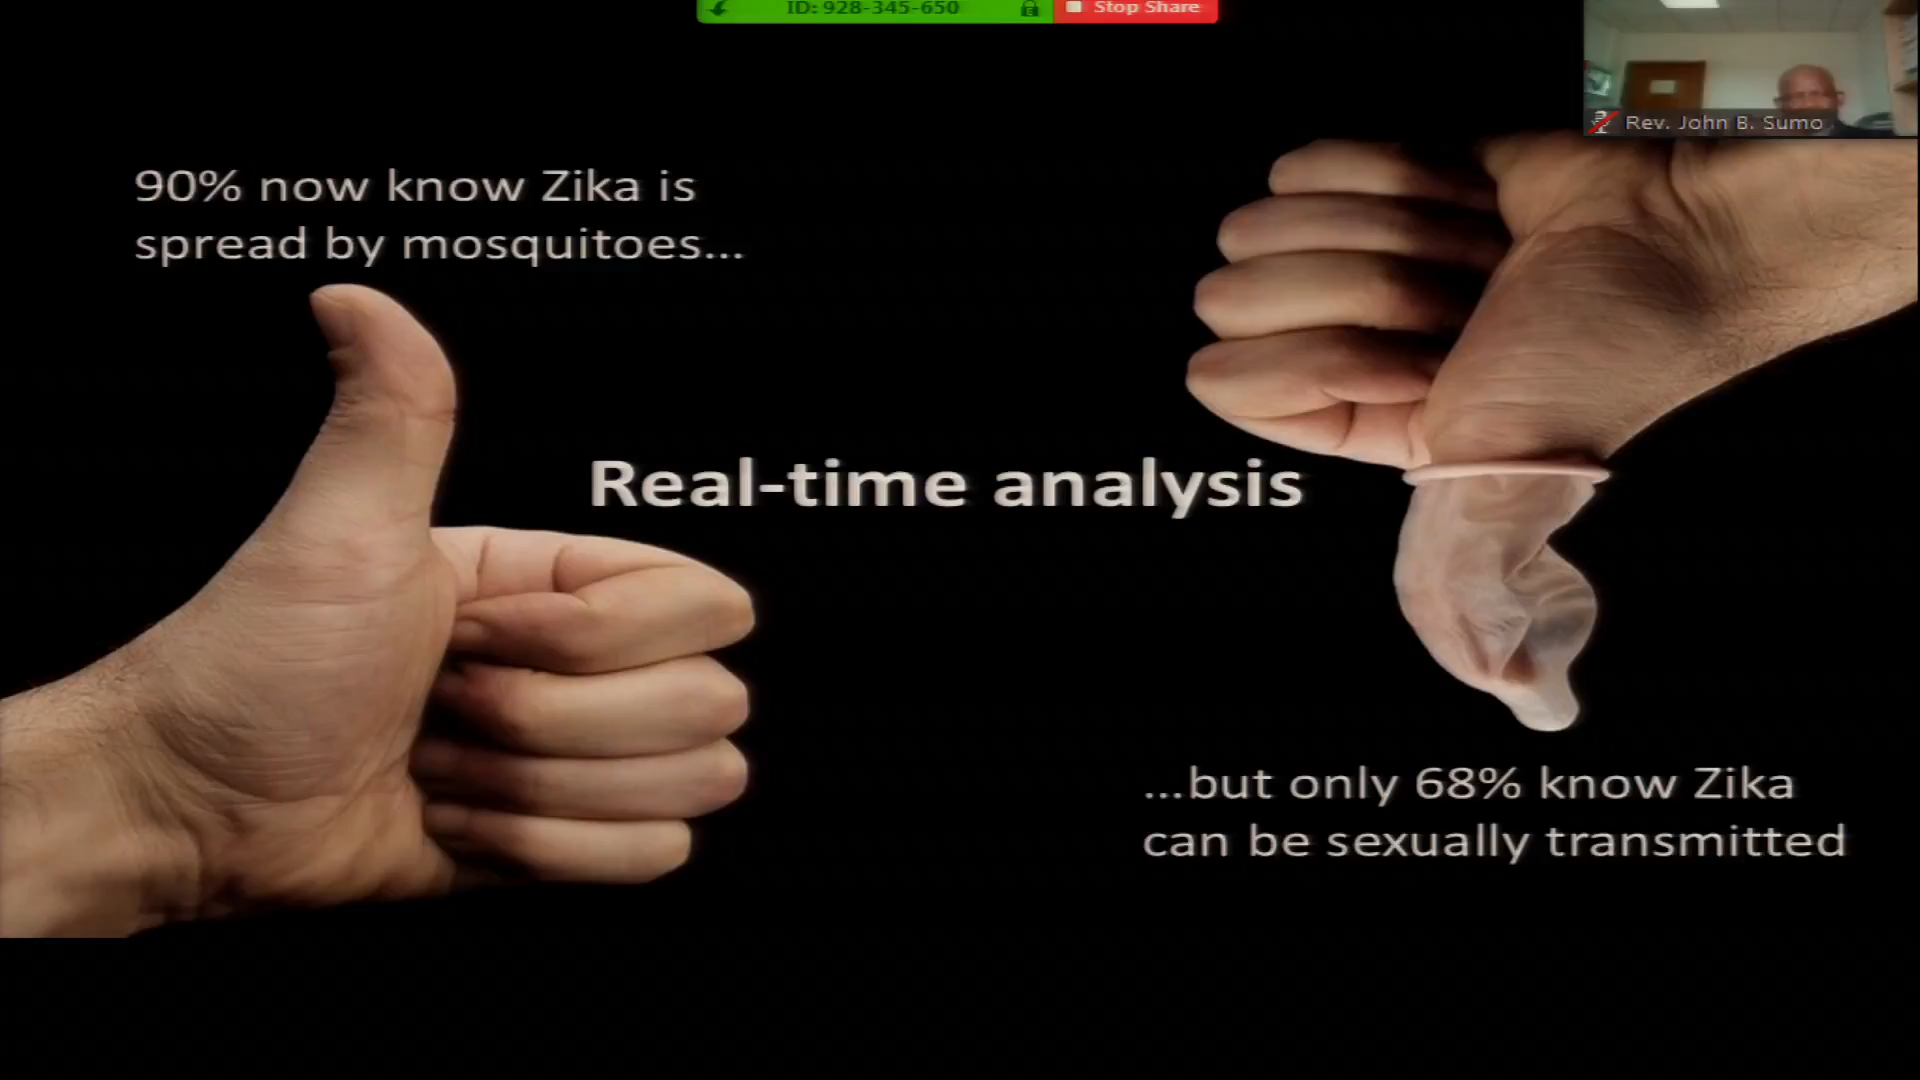 ID: 928-345-650
Stop Share
Rev. John B. Sumo
90% now know Zika is
spread by mosquitoes...
Real-time analysis
...but only 68% know Zika
can be sexually transmitted